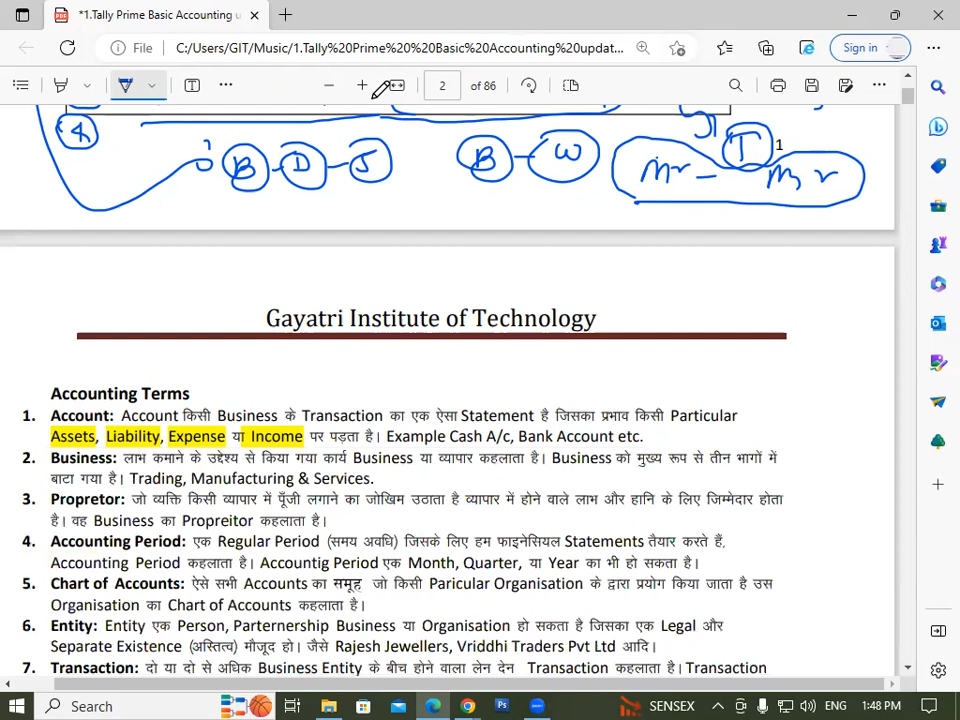 *1.Tally Prime Basic Accounting u
File
C:/Users/GIT/Music/1.Tally%20Prime%20%20Basic%20Accounting%20updat...
Sign in
2 of 86
4
B - D - J
B - W
T 1
Gayatri Institute of Technology
Accounting Terms
1. Account: Account किसी Business के Transaction का एक ऐसा Statement है जिसका प्रभाव किसी Particular
Assets, Liability, Expense या Income पर पड़ता है। Example Cash A/c, Bank Account etc.
2. Business: लाभ कमाने के उद्देश्य से किया गया कार्य Business या व्यापार कहलाता है। Business को मुख्य रूप से तीन भागों में
बाटा गया है। Trading, Manufacturing & Services.
3. Propretor: जो व्यक्ति किसी व्यापार में पूँजी लगाने का जोखिम उठाता है व्यापार में होने वाले लाभ और हानि के लिए जिम्मेदार होता
है। वह Business का Propreitor कहलाता है।
4. Accounting Period: एक Regular Period (समय अवधि) जिसके लिए हम फाइनेसियल Statements तैयार करते हैं,
Accounting Period कहलाता है। Accountig Period एक Month, Quarter, या Year का भी हो सकता है।
5. Chart of Accounts: ऐसे सभी Accounts का समूह जो किसी Paricular Organisation के द्वारा प्रयोग किया जाता है उस
Organisation का Chart of Accounts कहलाता है।
6. Entity: Entity एक Person, Parternership Business या Organisation हो सकता है जिसका एक Legal और
Separate Existence (अस्तित्व) मौजूद हो। जैसे Rajesh Jewellers, Vriddhi Traders Pvt Ltd आदि।
7. Transaction: दो या दो से अधिक Business Entity के बीच होने वाला लेन देन Transaction कहलाता है। Transaction
Search
SENSEX
ENG
1:48 PM